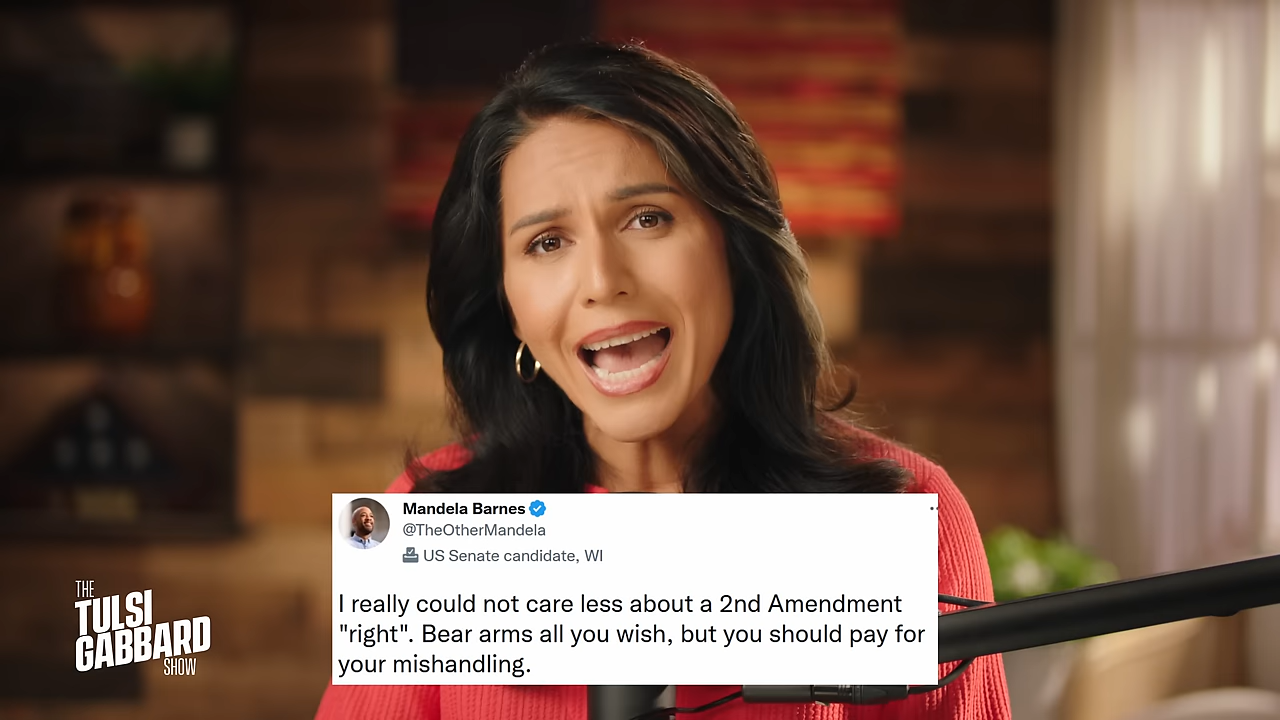 Mandela Barnes
@TheOtherMandela
US Senate candidate, WI
I really could not care less about a 2nd Amendment
"right". Bear arms all you wish, but you should pay for
your mishandling.
THE
TULSI
GABBARD
SHOW